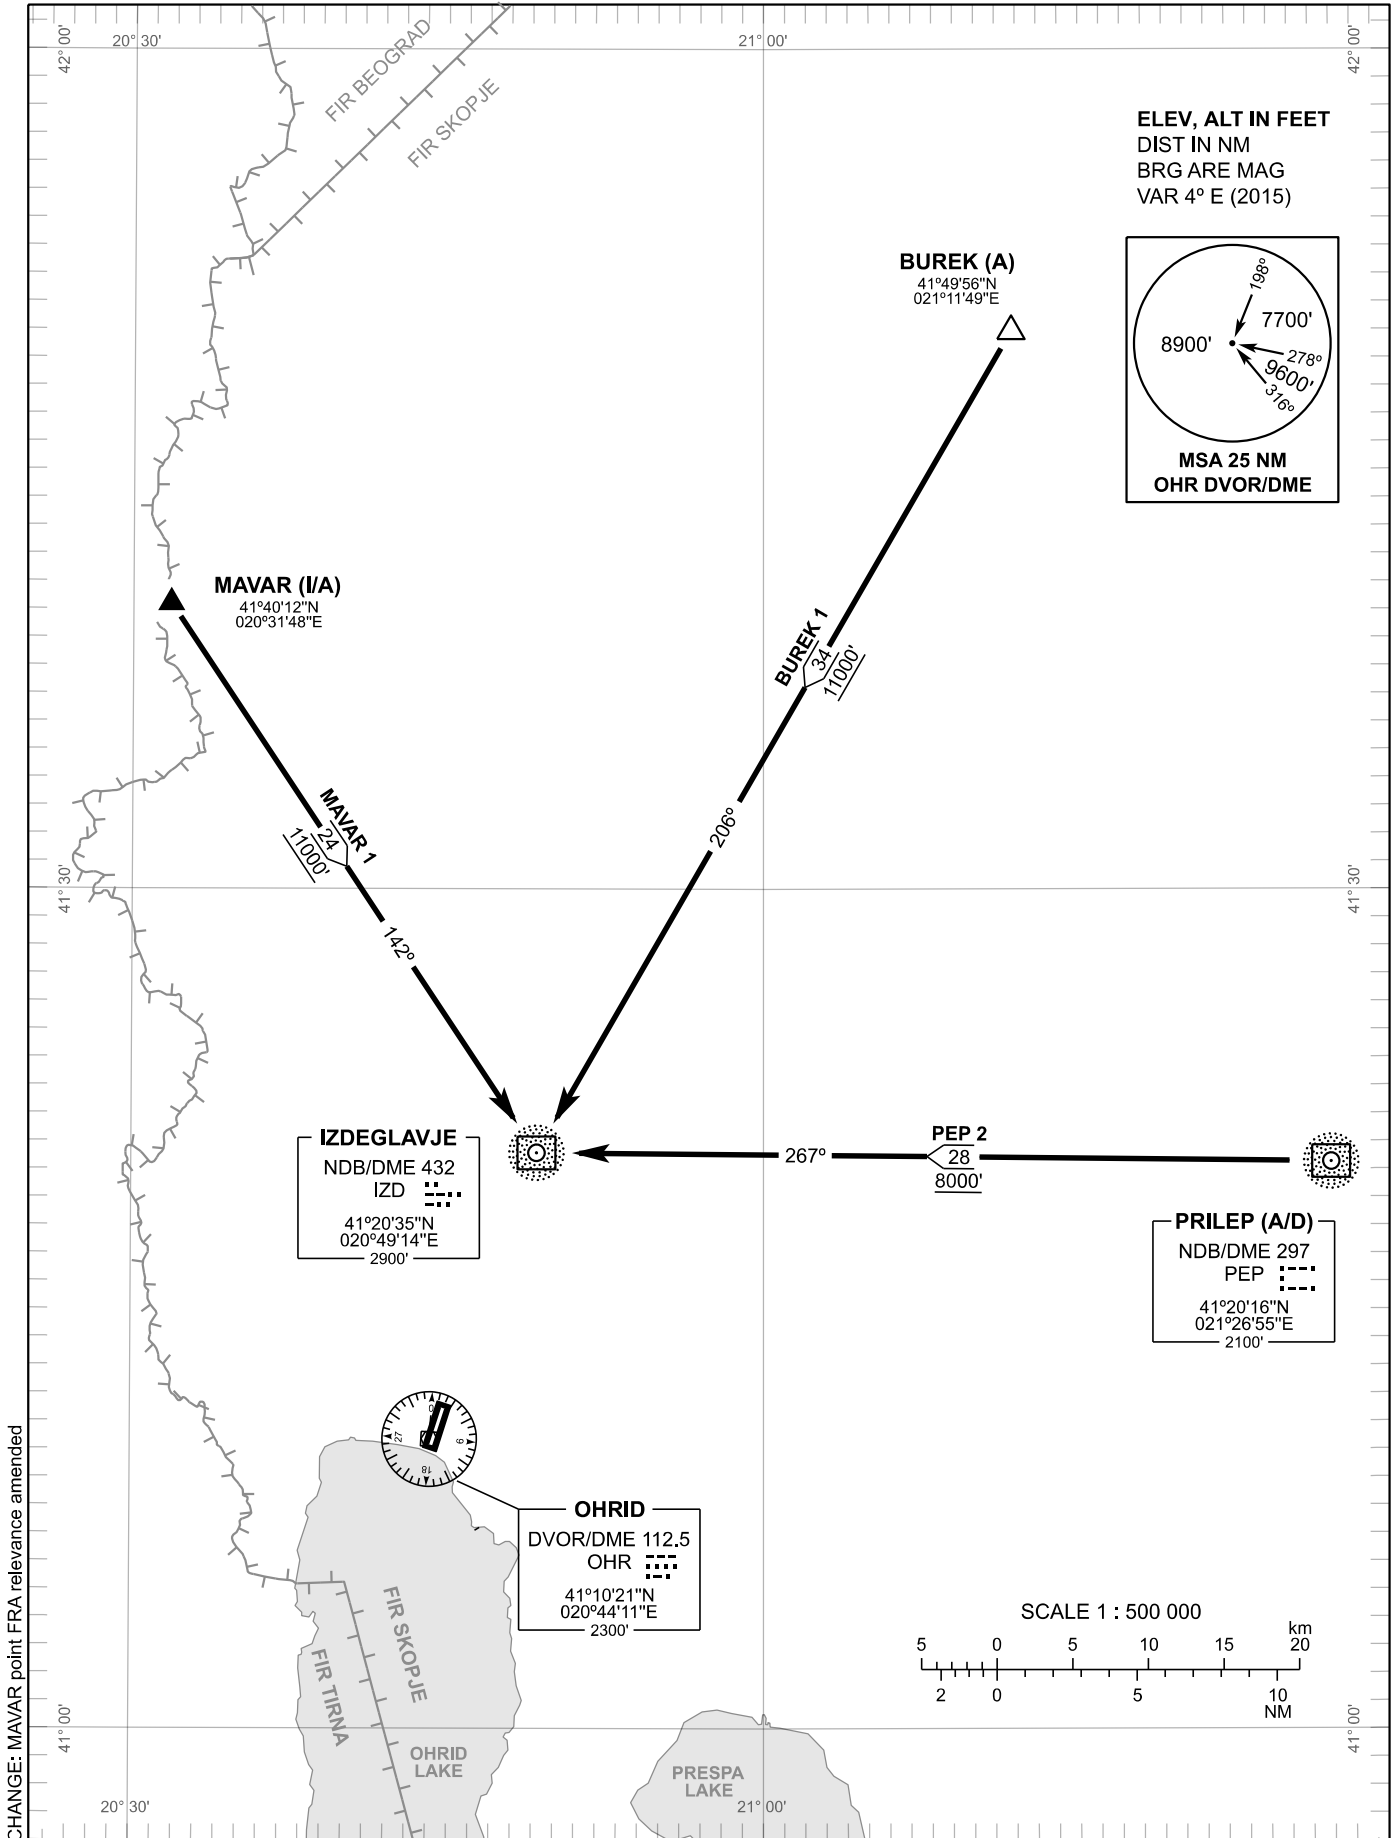 20° 30'
21° 00'
42° 00'
42° 00'
FIR BEOGRAD
FIR SKOPJE
ELEV, ALT IN FEET
DIST IN NM
BRG ARE MAG
VAR 4° E (2015)
BUREK (A)
41°49'56"N
021°11'49"E
198°
7700'
8900'
278°
9600'
316°
MSA 25 NM
OHR DVOR/DME
MAVAR (I/A)
41°40'12"N
020°31'48"E
BUREK 1
34
11000'
206°
MAVAR 1
24
11000'
142°
41° 30'
41° 30'
IZDEGLAVJE
NDB/DME 432
IZD
41°20'35"N
020°49'14"E
2900'
PEP 2
267°
28
8000'
PRILEP (A/D)
NDB/DME 297
PEP
41°20'16"N
021°26'55"E
2100'
0
27
9
18
OHRID
DVOR/DME 112.5
OHR
41°10'21"N
020°44'11"E
2300'
FIR SKOPJE
FIR TIRNA
SCALE 1 : 500 000
km
5 0 5 10 15 20
2 0 5 10
NM
41° 00'
41° 00'
OHRID
LAKE
PRESPA
LAKE
20° 30'
21° 00'
CHANGE: MAVAR point FRA relevance amended